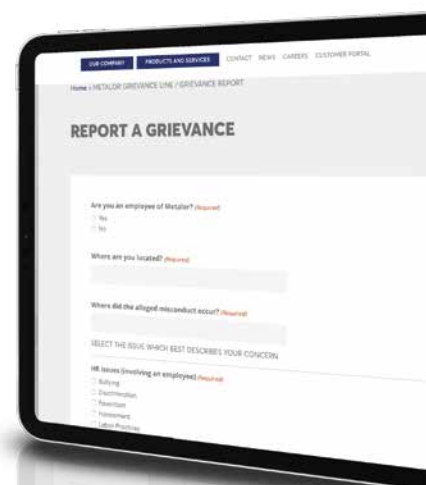 OUR COMPANY PRODUCTS AND SERVICES CONTACT NEWS CAREERS CUSTOMER PORTAL
Home » METALOR GRIEVANCE LINE / GRIEVANCE REPORT
REPORT A GRIEVANCE
Are you an employee of Metalor? (Required)
Yes
No
Where are you located? (Required)
Where did the alleged misconduct occur? (Required)
SELECT THE ISSUE WHICH BEST DESCRIBES YOUR CONCERN
HR issues (involving an employee) (Required)
Bullying
Discrimination
Favoritism
Harassment
Labor Practices